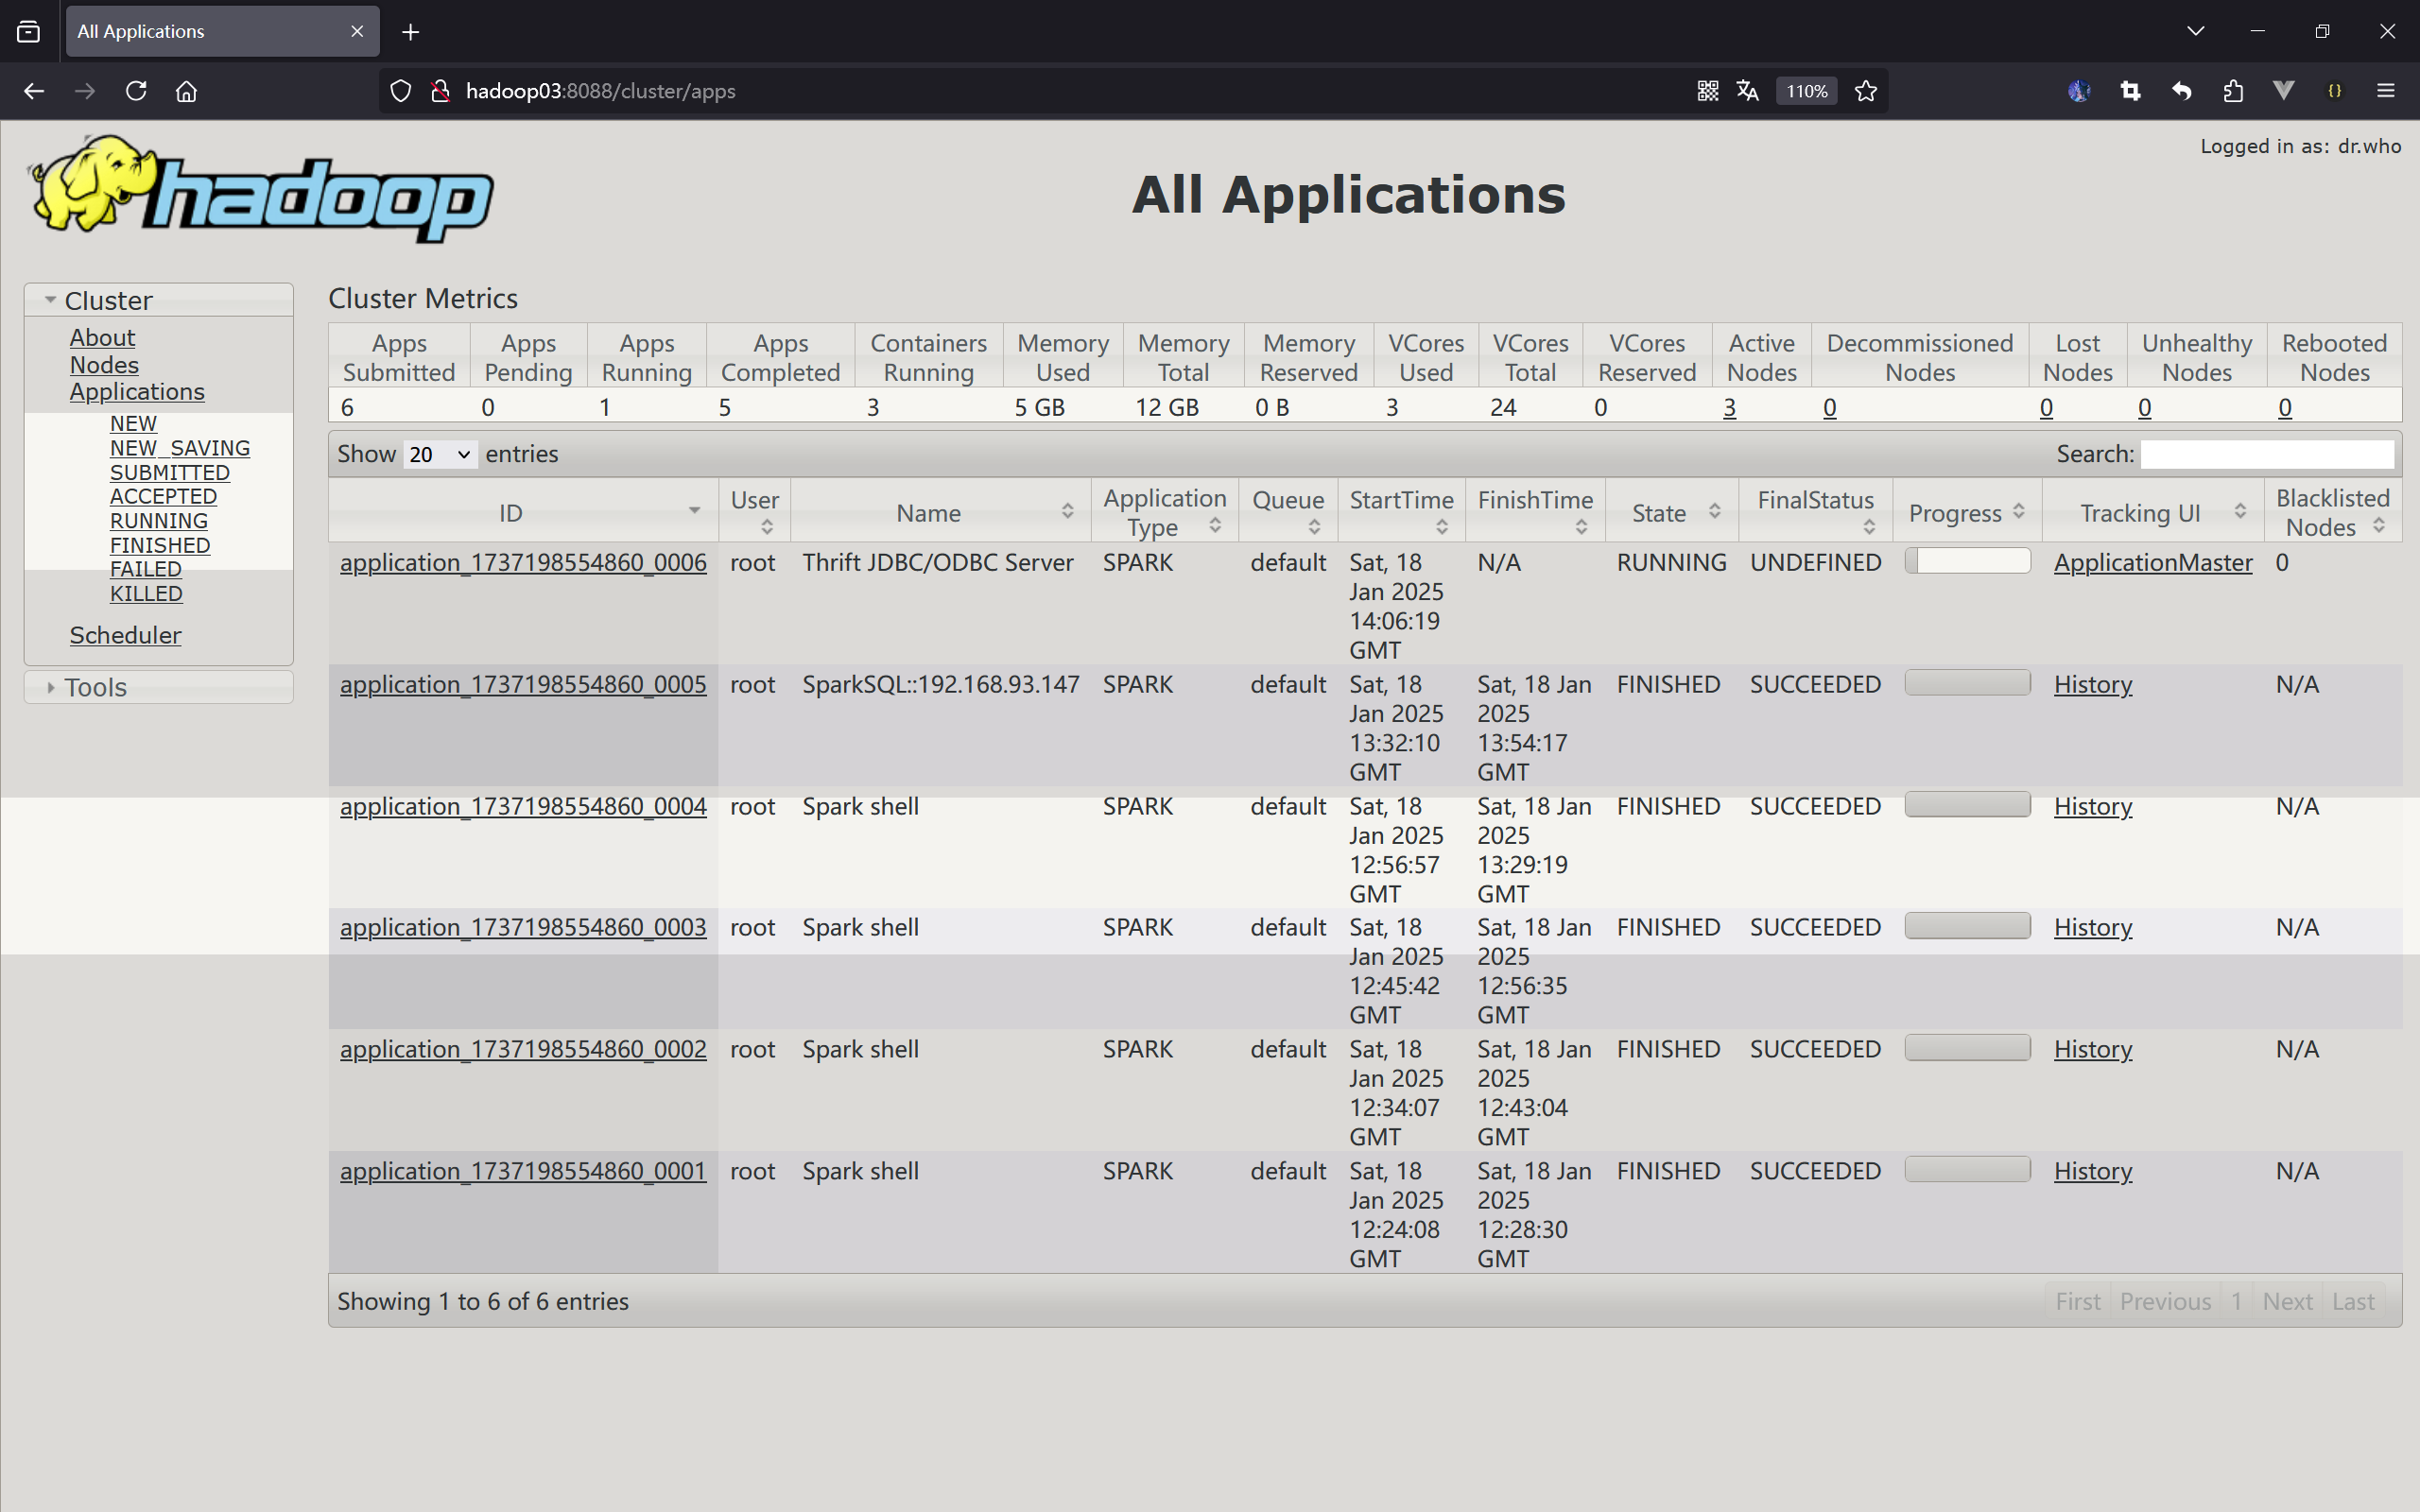 All Applications
hadoop03:8088/cluster/apps
110%
hadoop
Logged in as: dr.who
All Applications
Cluster
About
Nodes
Applications
NEW
NEW_SAVING
SUBMITTED
ACCEPTED
RUNNING
FINISHED
FAILED
KILLED
Scheduler
Tools
Cluster Metrics
Apps Submitted Apps Pending Apps Running Apps Completed Containers Running Memory Used Memory Total Memory Reserved VCores Used VCores Total VCores Reserved Active Nodes Decommissioned Nodes Lost Nodes Unhealthy Nodes Rebooted Nodes
6 0 1 5 3 5 GB 12 GB 0 B 3 24 0 3 0 0 0 0
Show 20 entries Search:
ID User Name Application Type Queue StartTime FinishTime State FinalStatus Progress Tracking UI Blacklisted Nodes
application_1737198554860_0006 root Thrift JDBC/ODBC Server SPARK default Sat, 18 Jan 2025 14:06:19 GMT N/A RUNNING UNDEFINED ApplicationMaster 0
application_1737198554860_0005 root SparkSQL::192.168.93.147 SPARK default Sat, 18 Jan 2025 13:32:10 GMT Sat, 18 Jan 2025 13:54:17 GMT FINISHED SUCCEEDED History N/A
application_1737198554860_0004 root Spark shell SPARK default Sat, 18 Jan 2025 12:56:57 GMT Sat, 18 Jan 2025 13:29:19 GMT FINISHED SUCCEEDED History N/A
application_1737198554860_0003 root Spark shell SPARK default Sat, 18 Jan 2025 12:45:42 GMT Sat, 18 Jan 2025 12:56:35 GMT FINISHED SUCCEEDED History N/A
application_1737198554860_0002 root Spark shell SPARK default Sat, 18 Jan 2025 12:34:07 GMT Sat, 18 Jan 2025 12:43:04 GMT FINISHED SUCCEEDED History N/A
application_1737198554860_0001 root Spark shell SPARK default Sat, 18 Jan 2025 12:24:08 GMT Sat, 18 Jan 2025 12:28:30 GMT FINISHED SUCCEEDED History N/A
Showing 1 to 6 of 6 entries First Previous 1 Next Last